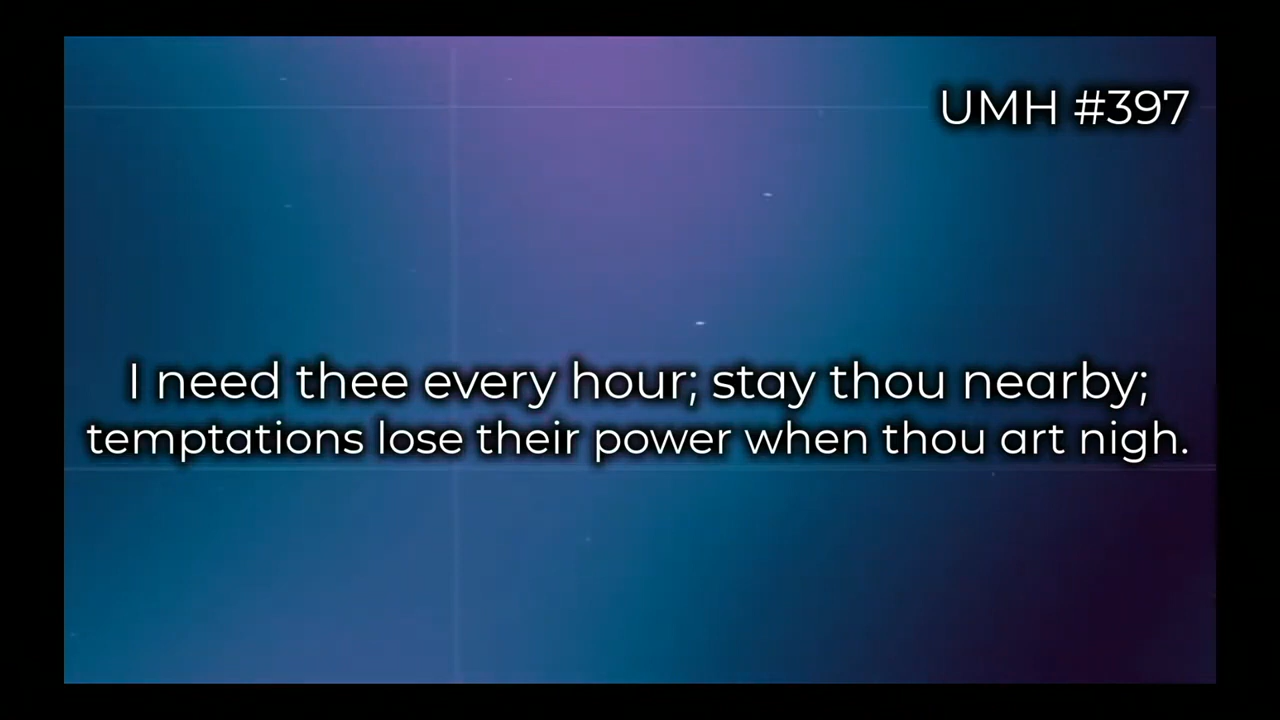 UMH #397
I need thee every hour; stay thou nearby;
temptations lose their power when thou art nigh.